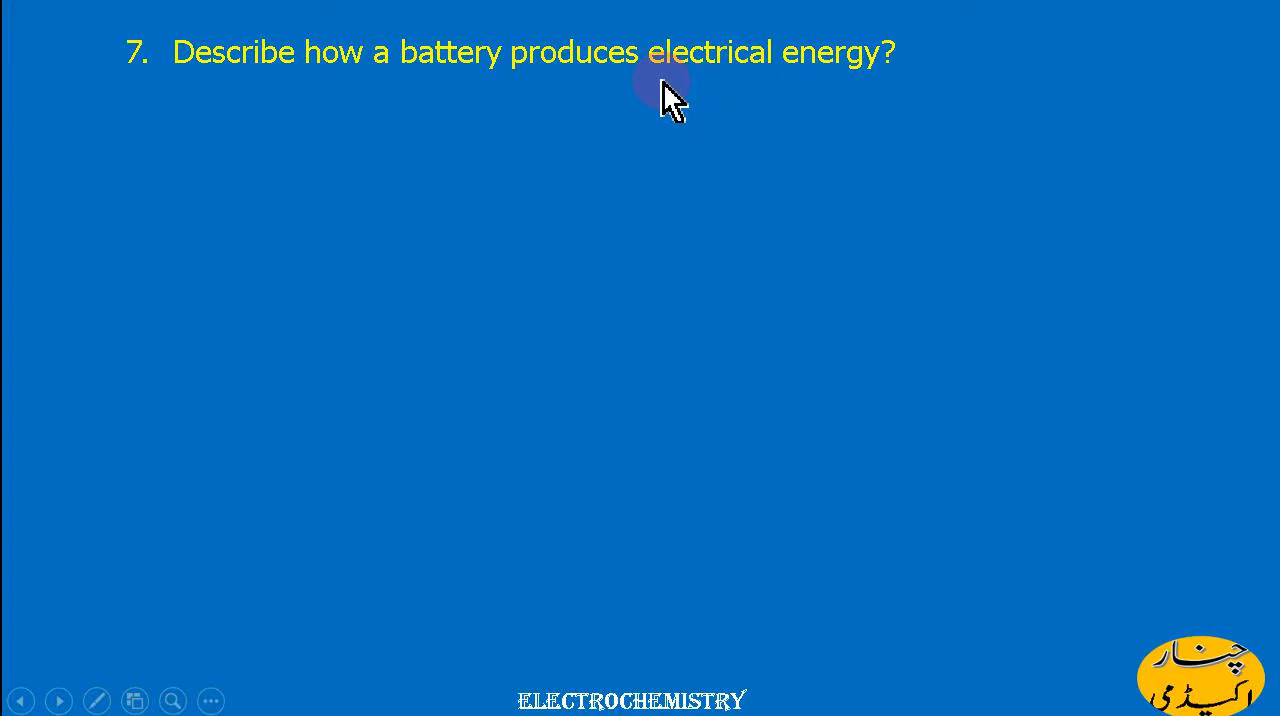 7. Describe how a battery produces electrical energy?
ELECTROCHEMISTRY
چنار
اکیڈمی